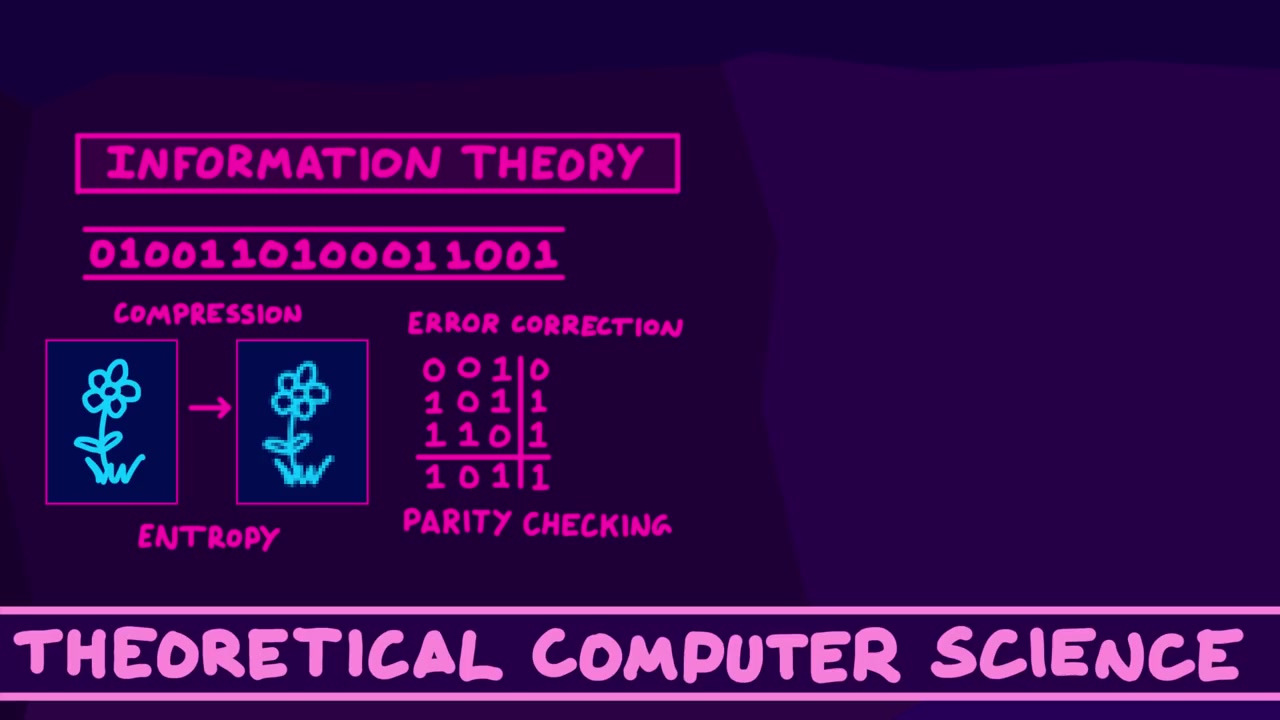 INFORMATION THEORY
0100110100011001
COMPRESSION
ENTROPY
ERROR CORRECTION
0 0 1 0
1 0 1 1
1 1 0 1
1 0 1 1
PARITY CHECKING
THEORETICAL COMPUTER SCIENCE